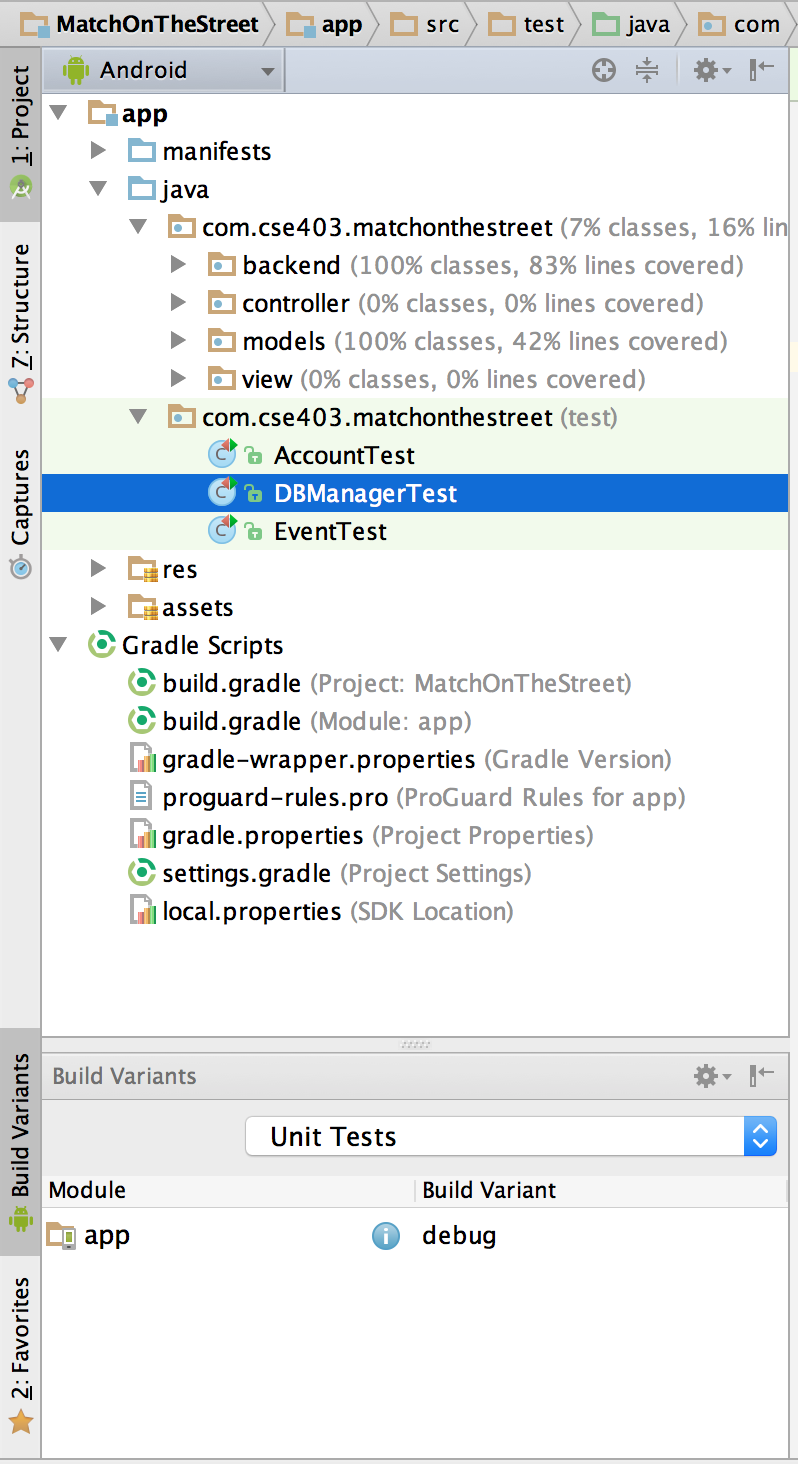 MatchOnTheStreet app src test java com
1: Project
Android
app
manifests
java
com.cse403.matchonthestreet (7% classes, 16% lin
backend (100% classes, 83% lines covered)
controller (0% classes, 0% lines covered)
models (100% classes, 42% lines covered)
view (0% classes, 0% lines covered)
7: Structure
com.cse403.matchonthestreet (test)
AccountTest
DBManagerTest
EventTest
Captures
res
assets
Gradle Scripts
build.gradle (Project: MatchOnTheStreet)
build.gradle (Module: app)
gradle-wrapper.properties (Gradle Version)
proguard-rules.pro (ProGuard Rules for app)
gradle.properties (Project Properties)
settings.gradle (Project Settings)
local.properties (SDK Location)
Build Variants
Build Variants
Unit Tests
Module Build Variant
app debug
2: Favorites